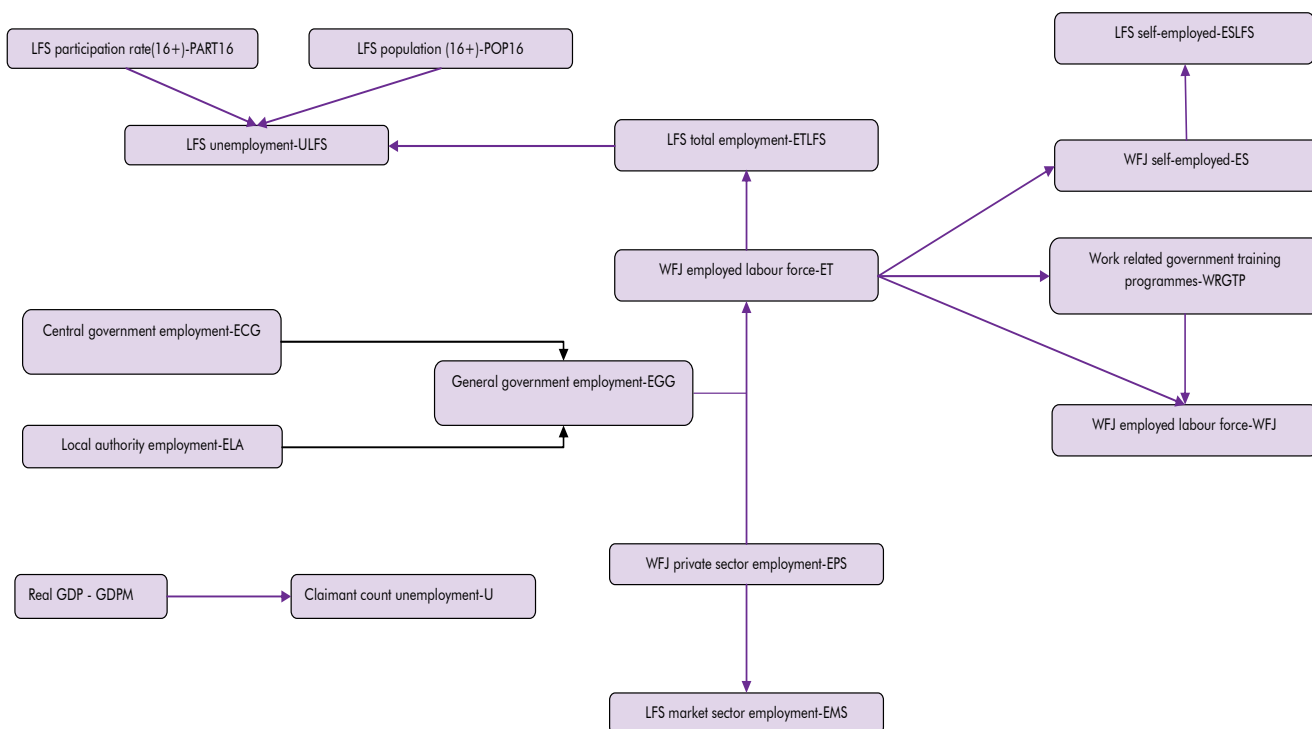 LFS self-employed-ESLFS
LFS participation rate(16+)-PART16
LFS population (16+)-POP16
LFS unemployment-ULFS
LFS total employment-ETLFS
WFJ self-employed-ES
WFJ employed labour force-ET
Work related government training
programmes-WRGTP
Central government employment-ECG
General government employment-EGG
Local authority employment-ELA
WFJ employed labour force-WFJ
WFJ private sector employment-EPS
Real GDP - GDPM
Claimant count unemployment-U
LFS market sector employment-EMS